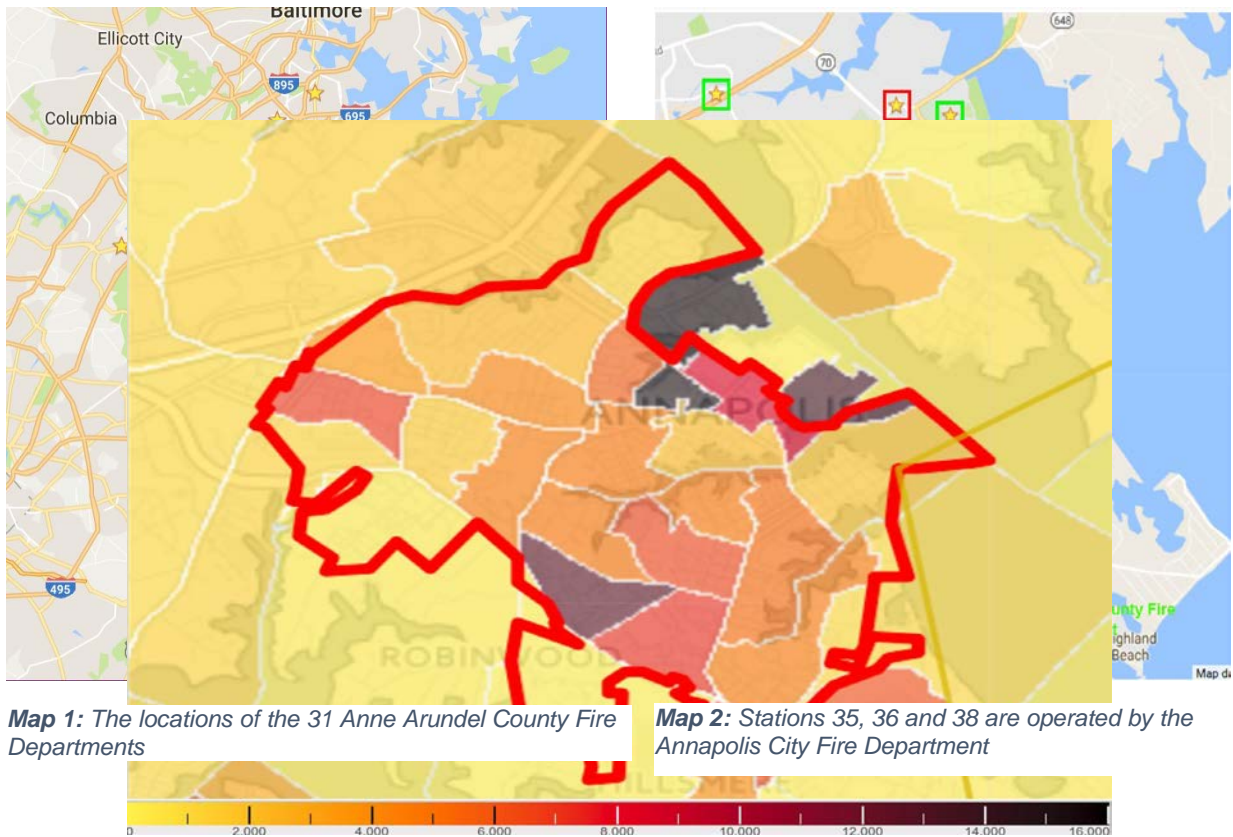 Baltimore
Ellicott City
895
695
Columbia
495
648
70
ANNAPOLIS
ROBINWOOD
unty Fire
t
ighland
Beach
Map da
Map 1: The locations of the 31 Anne Arundel County Fire
Departments
Map 2: Stations 35, 36 and 38 are operated by the
Annapolis City Fire Department
HILLSMERE
0 2.000 4.000 6.000 8.000 10.000 12.000 14.000 16.000